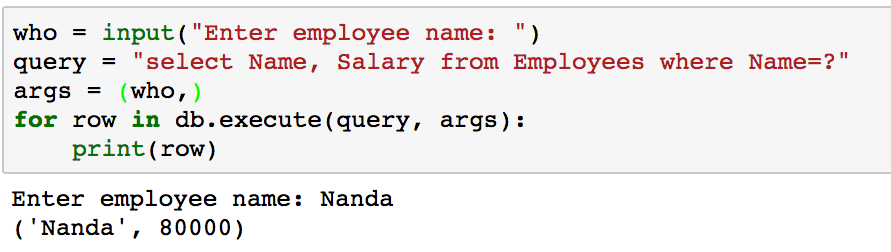 who = input("Enter employee name: ")
query = "select Name, Salary from Employees where Name=?"
args = (who,)
for row in db.execute(query, args):
    print(row)
Enter employee name: Nanda
('Nanda', 80000)